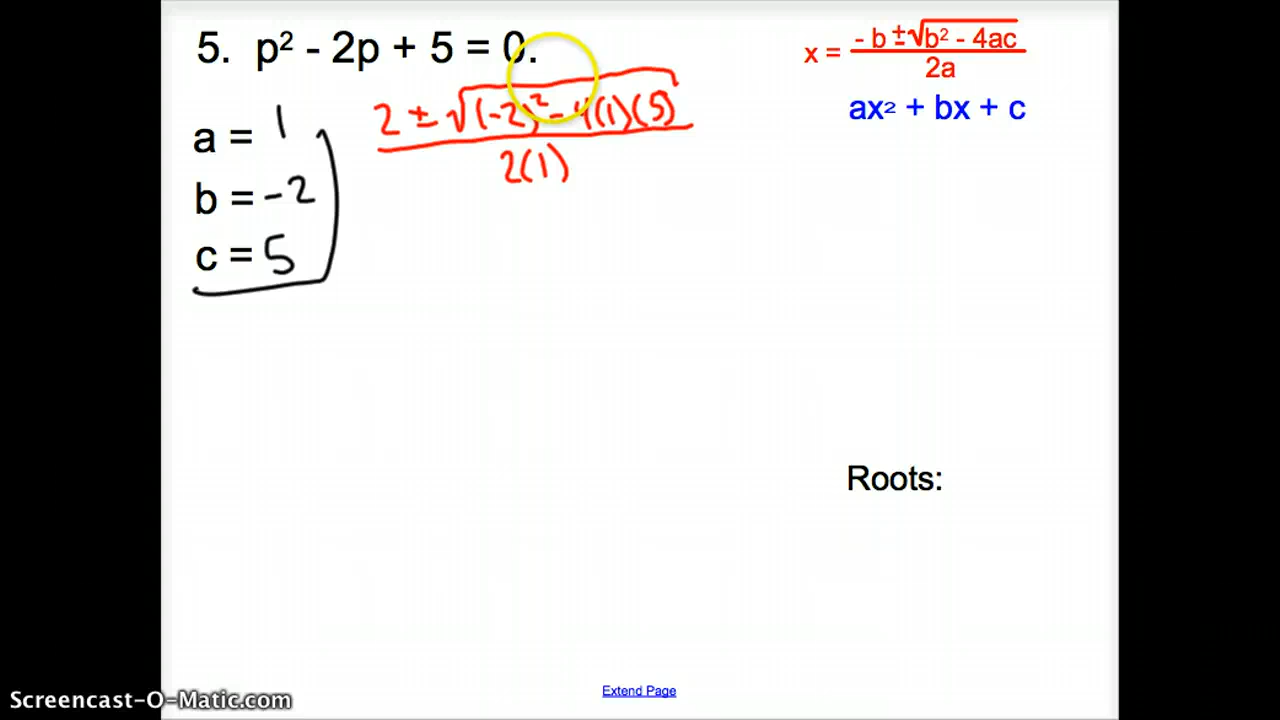 5. p² - 2p + 5 = 0.
x = -b ± √b² - 4ac / 2a
ax² + bx + c
2 ± √(-2)² - 4(1)(5) / 2(1)
a = 1
b = -2
c = 5
Roots:
Extend Page
Screencast-O-Matic.com